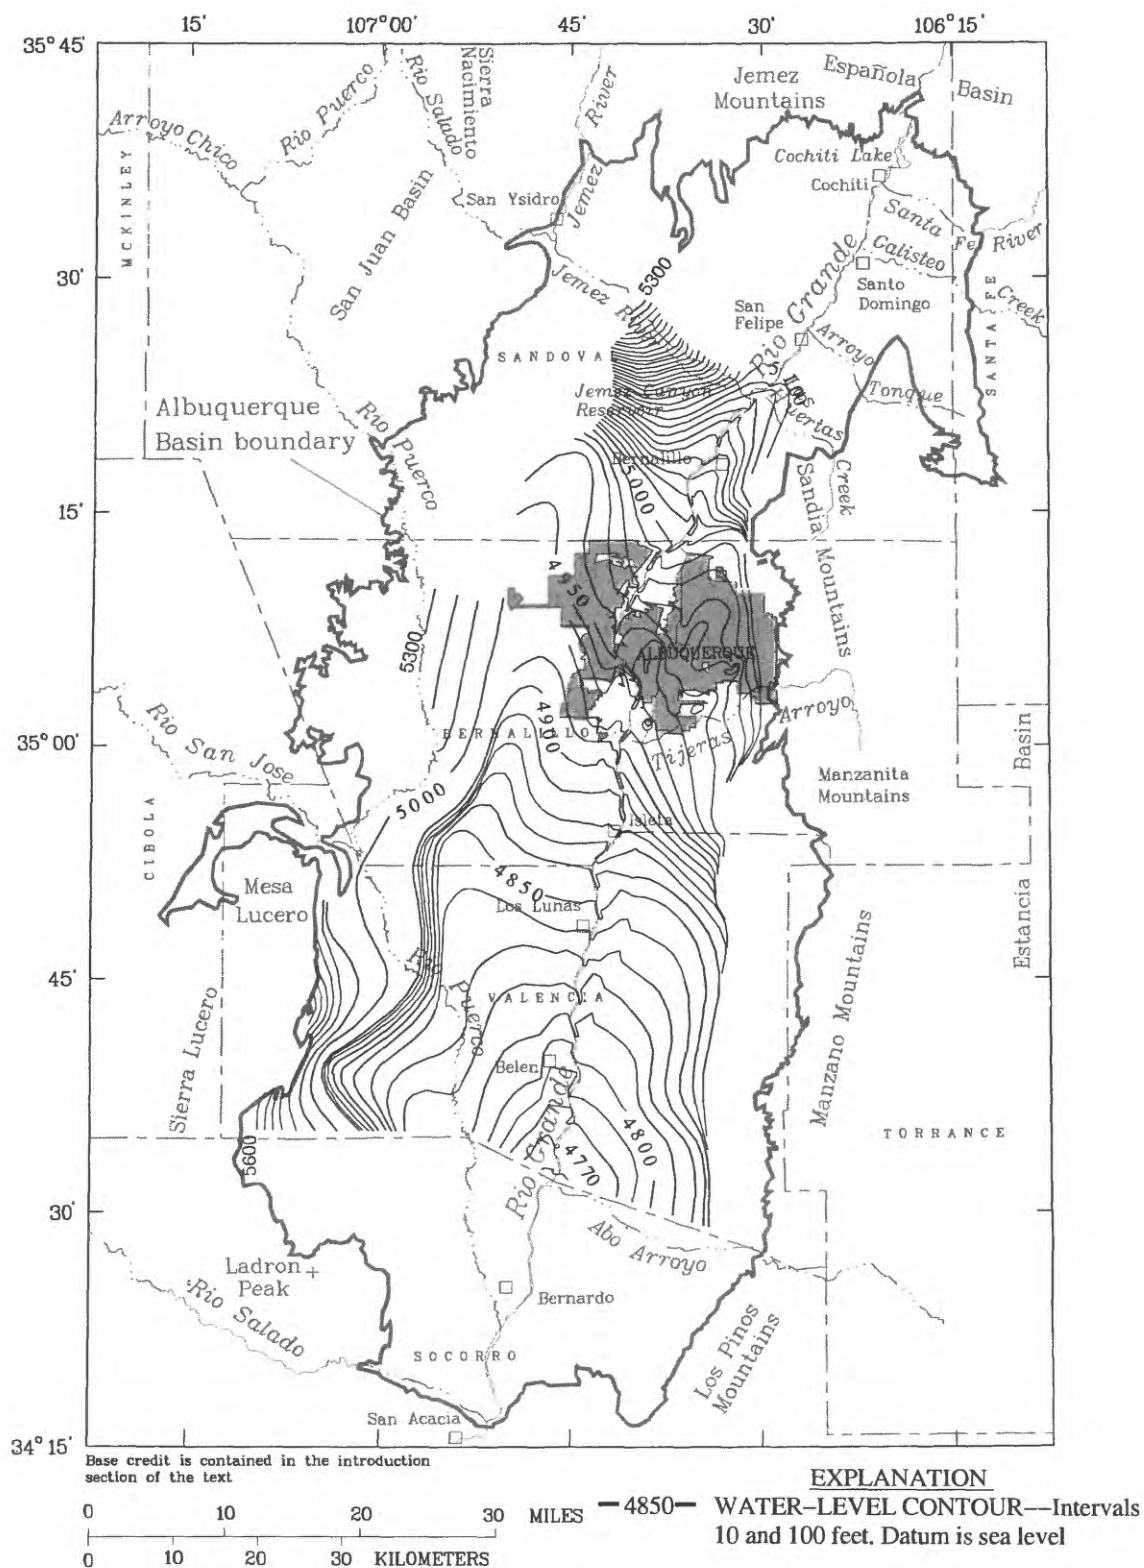 15'
107°00'
45'
30'
106°15'
35°45'
Sierra
Nacimiento
Española
Basin
Jemez
Mountains
River
Rio Puerco
Rio Salado
Arroyo Chico
MCKINLEY
Cochiti Lake
Cochiti
San Ysidro
Jemez
San Juan Basin
Santa
Fe
River
Rio Grande
Galisteo
Creek
Santo
Domingo
30'
5300
Jemez River
San
Felipe
SANTA FE
SANDOVAL
Arroyo
Tonque
5100
Jemez Canyon
Reservoir
Las
Huertas
Creek
Albuquerque
Basin boundary
Rio Puerco
Bernalillo
5000
15'
Sandia Mountains
4950
ALBUQUERQUE
5300
Arroyo
Tijeras
4900
BERNALILLO
35°00'
Rio San Jose
Basin
Manzanita
Mountains
5000
Isleta
CIBOLA
Mesa
Lucero
4850
Los Lunas
Estancia
45'
Rio
Puerco
VALENCIA
Manzano Mountains
Sierra Lucero
Belen
Rio Grande
4800
TORRANCE
4770
5600
30'
Abo Arroyo
Ladron
Peak
Rio Salado
Bernardo
SOCORRO
Los Pinos
Mountains
San Acacia
34°15'
Base credit is contained in the introduction
section of the text
0 10 20 30 MILES
0 10 20 30 KILOMETERS
EXPLANATION
—4850— WATER-LEVEL CONTOUR—Intervals
10 and 100 feet. Datum is sea level